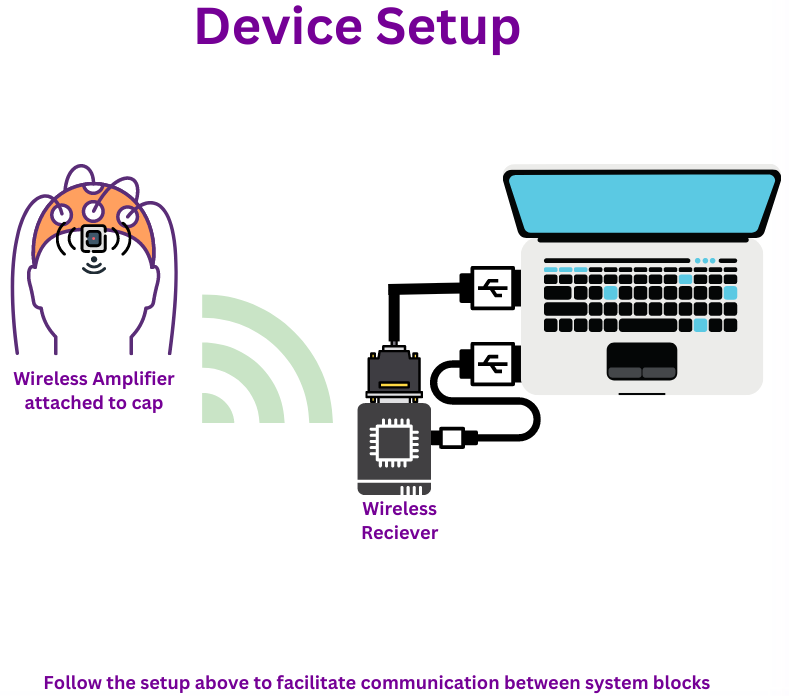 Device Setup
Wireless Amplifier
attached to cap
Wireless
Reciever
Follow the setup above to facilitate communication between system blocks